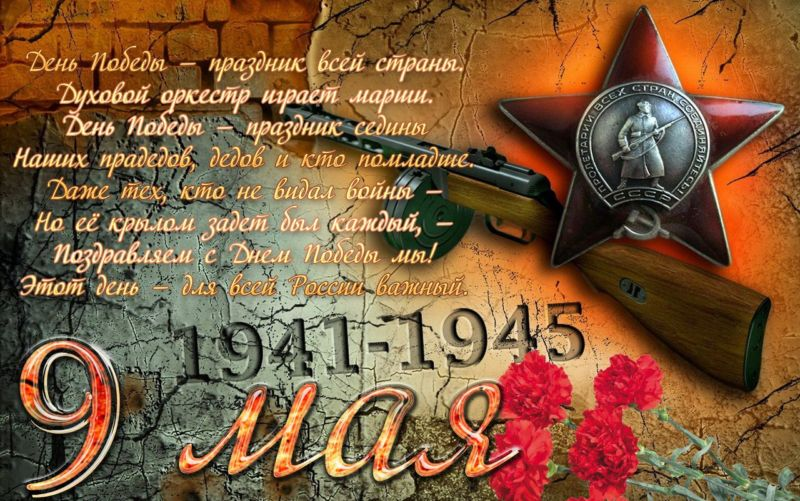 День Победы – праздник всей страны.
Духовой оркестр играет марши.
День Победы – праздник седины
Наших прадедов, дедов и кто помладше.
Даже тех, кто не видал войны –
Но её крылом задет был каждый, –
Поздравляем с Днем Победы мы!
Этот день – для всей России важный.
ПРОЛЕТАРИИ ВСЕХ СТРАН, СОЕДИНЯЙТЕСЬ!
СССР
1941-1945
9 мая